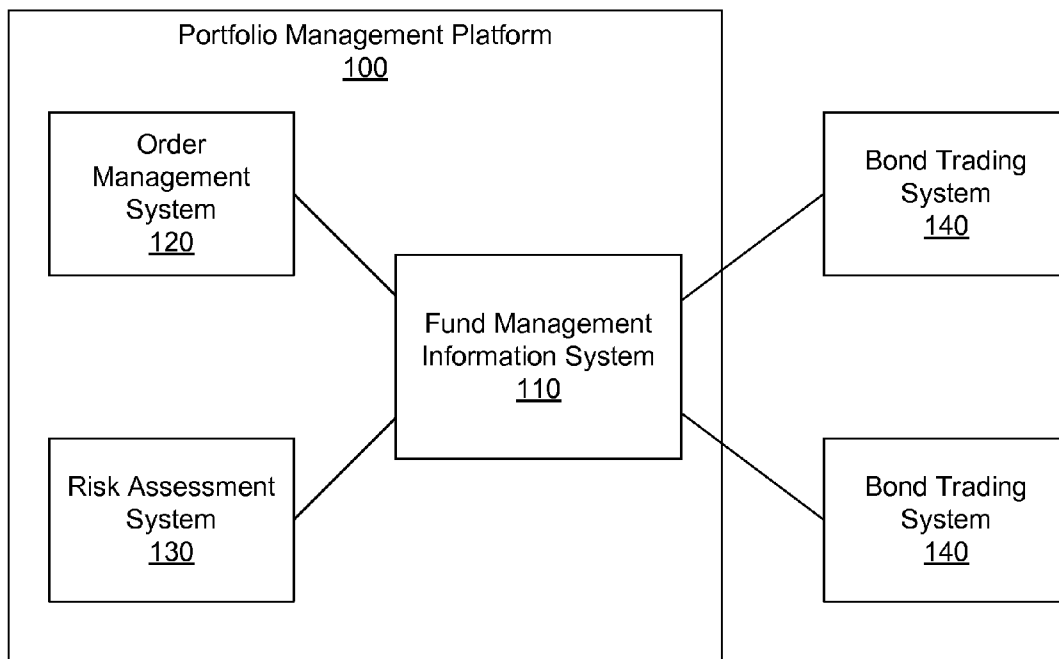 Portfolio Management Platform
100
Order
Management
System
120
Bond Trading
System
140
Fund Management
Information System
110
Risk Assessment
System
130
Bond Trading
System
140